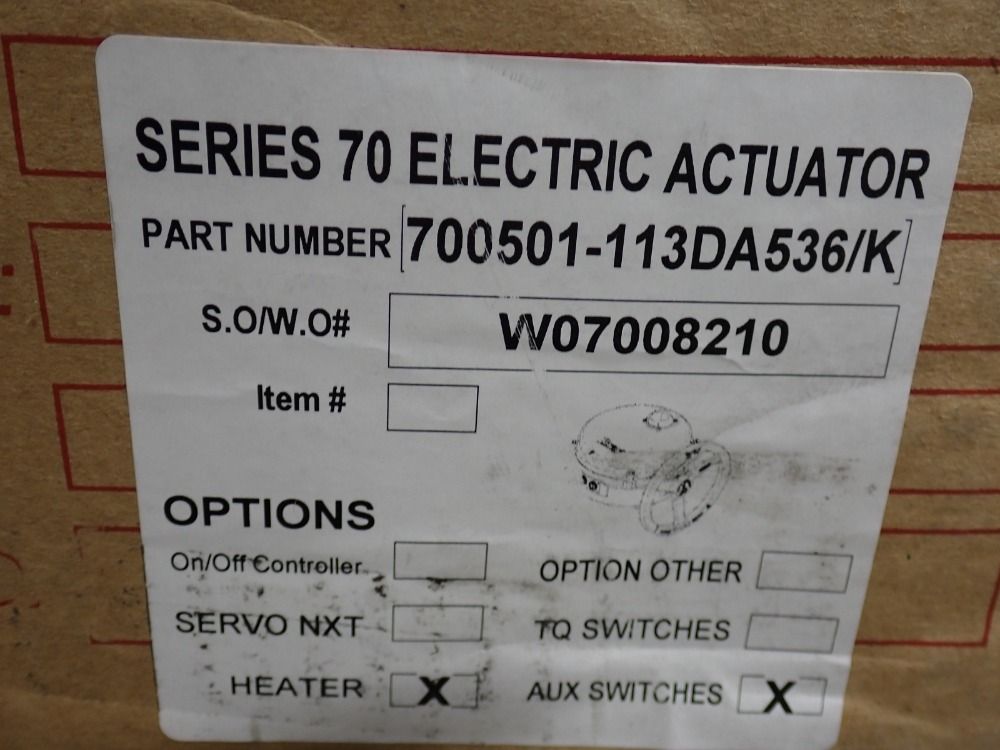 SERIES 70 ELECTRIC ACTUATOR
PART NUMBER 700501-113DA536/K
S.O/W.O# W07008210
Item #
OPTIONS
On/Off Controller OPTION OTHER
SERVO NXT TQ SWITCHES
HEATER X AUX SWITCHES X